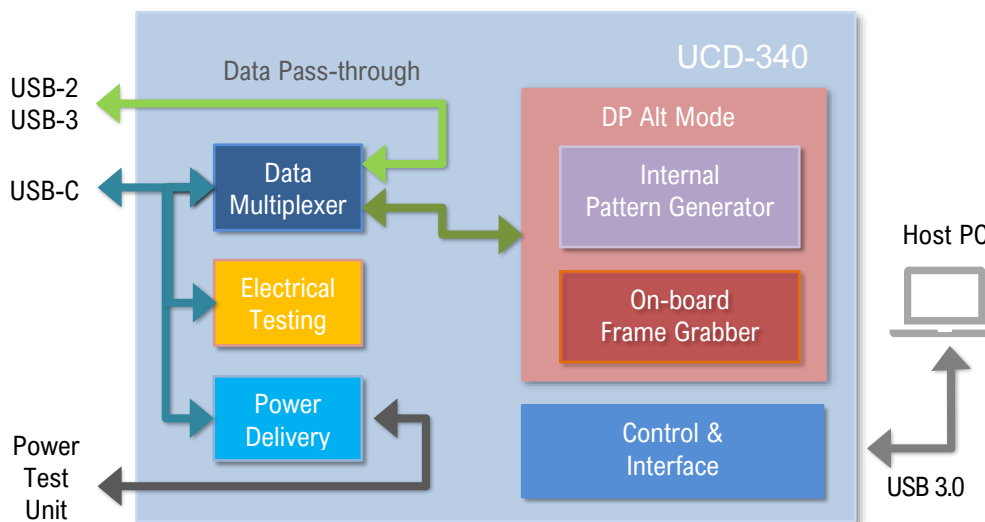 UCD-340
Data Pass-through
USB-2
USB-3
USB-C
Data
Multiplexer
Electrical
Testing
Power
Delivery
Power
Test
Unit
DP Alt Mode
Internal
Pattern Generator
On-board
Frame Grabber
Control &
Interface
Host PC
USB 3.0